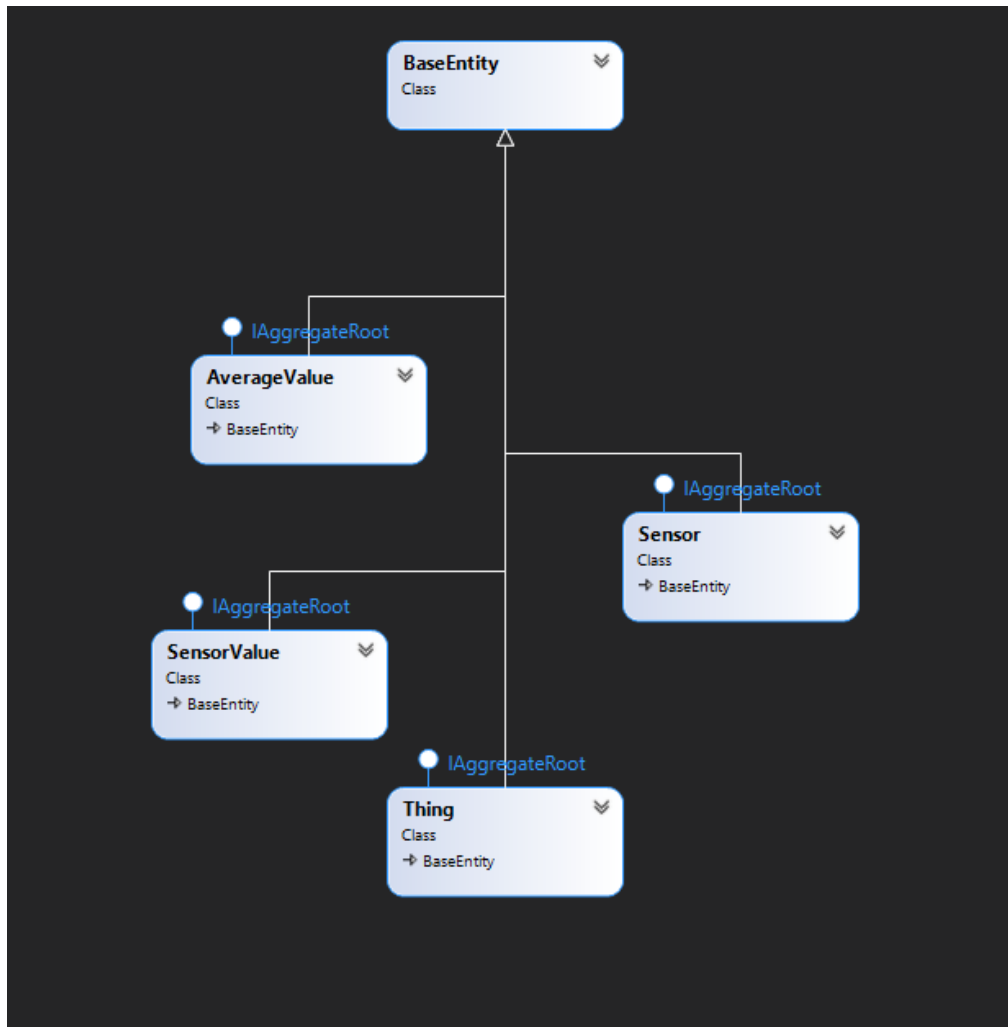 BaseEntity
Class
IAggregateRoot
AverageValue
Class
BaseEntity
IAggregateRoot
Sensor
Class
BaseEntity
IAggregateRoot
SensorValue
Class
BaseEntity
IAggregateRoot
Thing
Class
BaseEntity